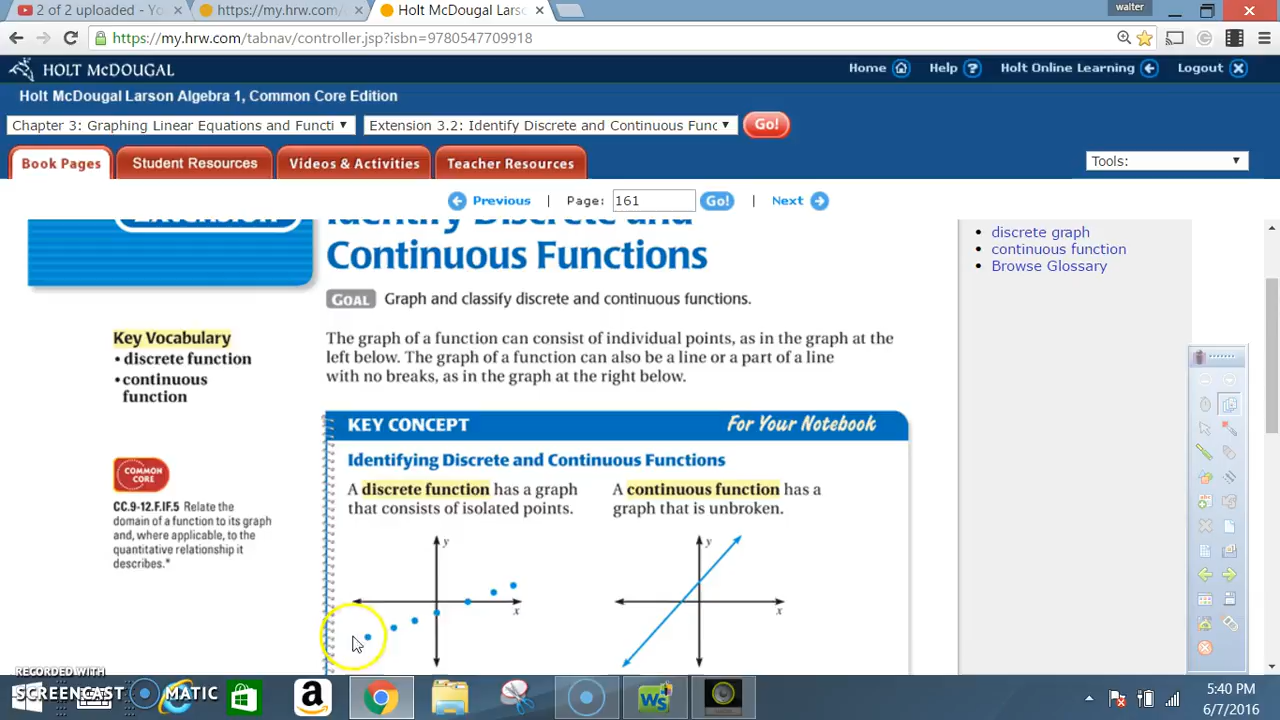 2 of 2 uploaded - Yo
https://my.hrw.com/
Holt McDougal Lars
walter
https://my.hrw.com/tabnav/controller.jsp?isbn=9780547709918
HOLT McDOUGAL
Home
Help ?
Holt Online Learning
Logout
Holt McDougal Larson Algebra 1, Common Core Edition
Chapter 3: Graphing Linear Equations and Functi
Extension 3.2: Identify Discrete and Continuous Func
Go!
Book Pages
Student Resources
Videos & Activities
Teacher Resources
Tools:
Previous | Page: 161 Go! | Next
Extension
Identify Discrete and
Continuous Functions
GOAL Graph and classify discrete and continuous functions.
• discrete graph
• continuous function
• Browse Glossary
Key Vocabulary
• discrete function
• continuous
function
The graph of a function can consist of individual points, as in the graph at the
left below. The graph of a function can also be a line or a part of a line
with no breaks, as in the graph at the right below.
COMMON
CORE
CC.9-12.F.IF.5 Relate the
domain of a function to its graph
and, where applicable, to the
quantitative relationship it
describes.*
KEY CONCEPT
For Your Notebook
Identifying Discrete and Continuous Functions
A discrete function has a graph
that consists of isolated points.
A continuous function has a
graph that is unbroken.
y
x
y
x
RECORDED WITH
SCREENCAST MATIC
a
WS
5:40 PM
6/7/2016